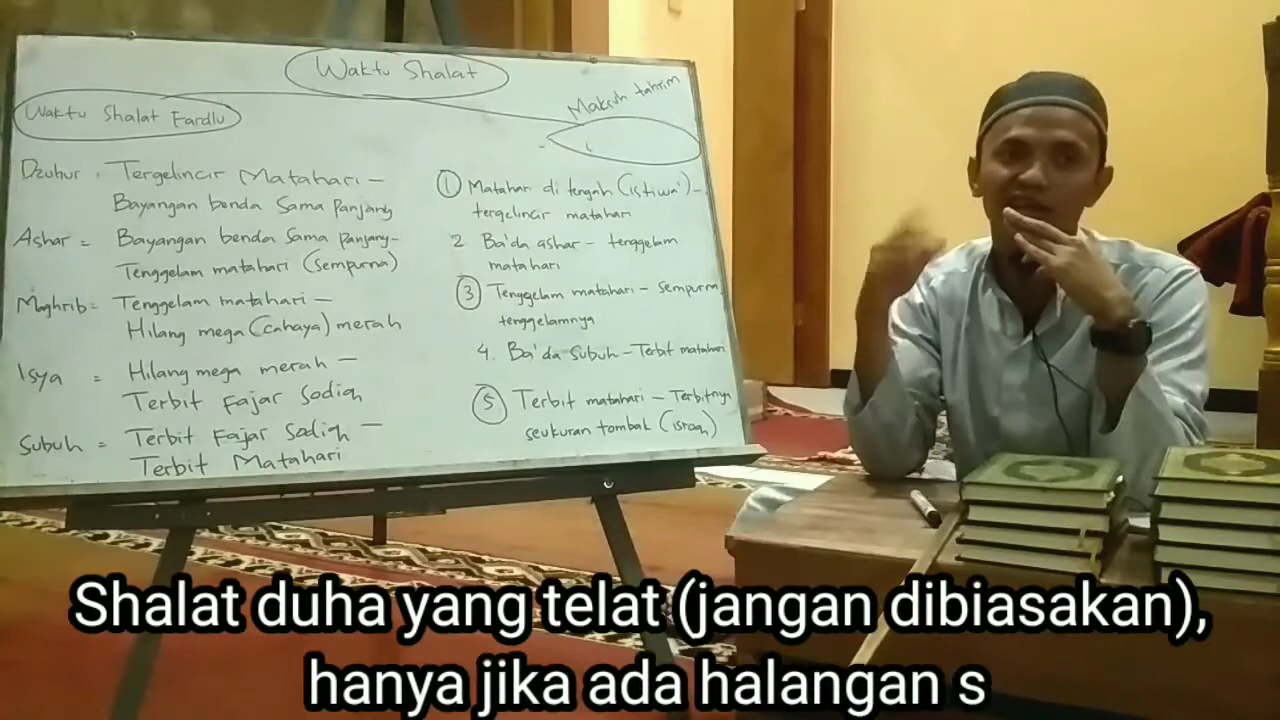 Waktu Shalat
Waktu Shalat Fardlu
Dzuhur : Tergelincir Matahari –
Bayangan benda Sama Panjang
Ashar = Bayangan benda Sama Panjang–
Tenggelam matahari (sempurna)
Maghrib = Tenggelam matahari –
Hilang mega (cahaya) merah
Isya = Hilang mega merah –
Terbit Fajar Sodiq
Subuh = Terbit Fajar Sodiq –
Terbit Matahari
Makruh tahrim
① Matahari di tengah (istiwa') –
tergelincir matahari
2 Ba'da ashar – tenggelam
matahari
③ Tenggelam matahari – sempurna
tenggelamnya
4. Ba'da Subuh – Terbit matahari
⑤ Terbit matahari – Terbitnya
seukuran tombak (isroq)
Shalat duha yang telat (jangan dibiasakan),
hanya jika ada halangan s